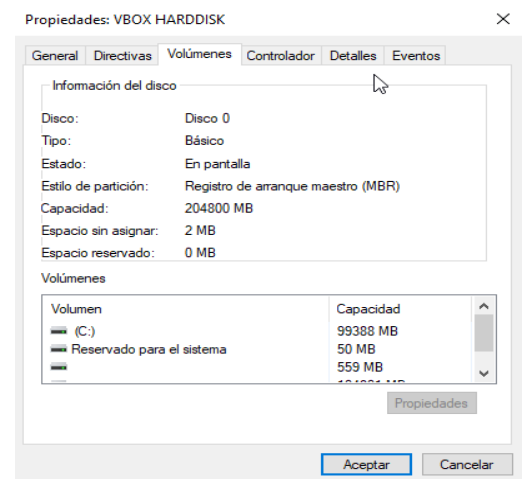 Propiedades: VBOX HARDDISK
General Directivas Volúmenes Controlador Detalles Eventos
Información del disco
Disco: Disco 0
Tipo: Básico
Estado: En pantalla
Estilo de partición: Registro de arranque maestro (MBR)
Capacidad: 204800 MB
Espacio sin asignar: 2 MB
Espacio reservado: 0 MB
Volúmenes
Volumen Capacidad
(C:) 99388 MB
Reservado para el sistema 50 MB
559 MB
Propiedades
Aceptar Cancelar